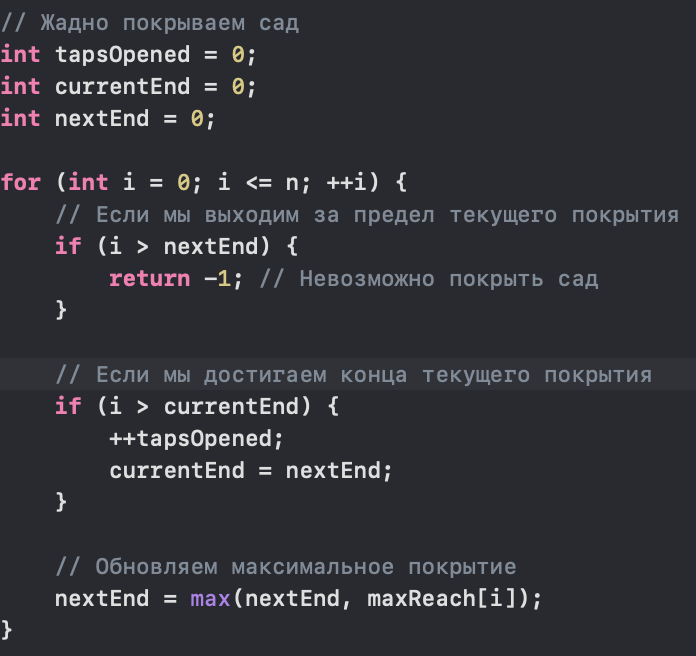 // Жадно покрываем сад
int tapsOpened = 0;
int currentEnd = 0;
int nextEnd = 0;
for (int i = 0; i <= n; ++i) {
// Если мы выходим за предел текущего покрытия
if (i > nextEnd) {
return -1; // Невозможно покрыть сад
}
// Если мы достигаем конца текущего покрытия
if (i > currentEnd) {
++tapsOpened;
currentEnd = nextEnd;
}
// Обновляем максимальное покрытие
nextEnd = max(nextEnd, maxReach[i]);
}